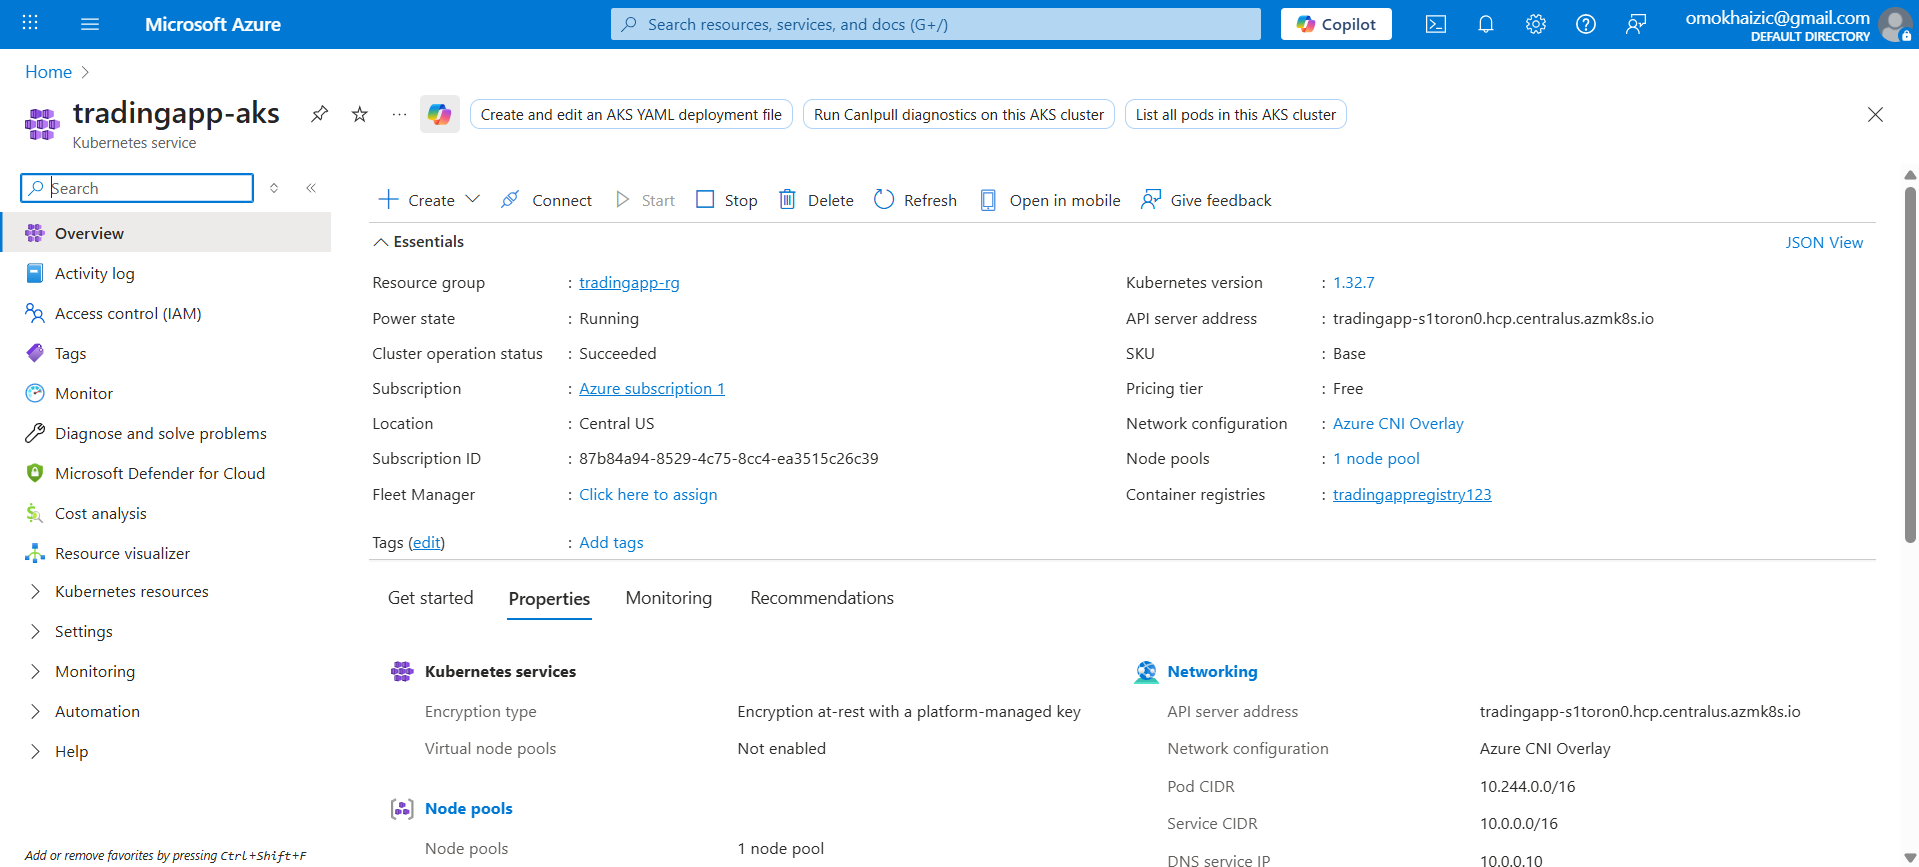 Microsoft Azure
Search resources, services, and docs (G+/)
Copilot
omokhaizic@gmail.com
DEFAULT DIRECTORY
Home
tradingapp-aks
Kubernetes service
Create and edit an AKS YAML deployment file
Run CanIpull diagnostics on this AKS cluster
List all pods in this AKS cluster
Search
Overview
Activity log
Access control (IAM)
Tags
Monitor
Diagnose and solve problems
Microsoft Defender for Cloud
Cost analysis
Resource visualizer
Kubernetes resources
Settings
Monitoring
Automation
Help
Add or remove favorites by pressing Ctrl+Shift+F
Create
Connect
Start
Stop
Delete
Refresh
Open in mobile
Give feedback
Essentials
JSON View
Resource group : tradingapp-rg
Power state : Running
Cluster operation status : Succeeded
Subscription : Azure subscription 1
Location : Central US
Subscription ID : 87b84a94-8529-4c75-8cc4-ea3515c26c39
Fleet Manager : Click here to assign
Kubernetes version : 1.32.7
API server address : tradingapp-s1toron0.hcp.centralus.azmk8s.io
SKU : Base
Pricing tier : Free
Network configuration : Azure CNI Overlay
Node pools : 1 node pool
Container registries : tradingappregistry123
Tags (edit) : Add tags
Get started
Properties
Monitoring
Recommendations
Kubernetes services
Encryption type Encryption at-rest with a platform-managed key
Virtual node pools Not enabled
Node pools
Node pools 1 node pool
Networking
API server address tradingapp-s1toron0.hcp.centralus.azmk8s.io
Network configuration Azure CNI Overlay
Pod CIDR 10.244.0.0/16
Service CIDR 10.0.0.0/16
DNS service IP 10.0.0.10